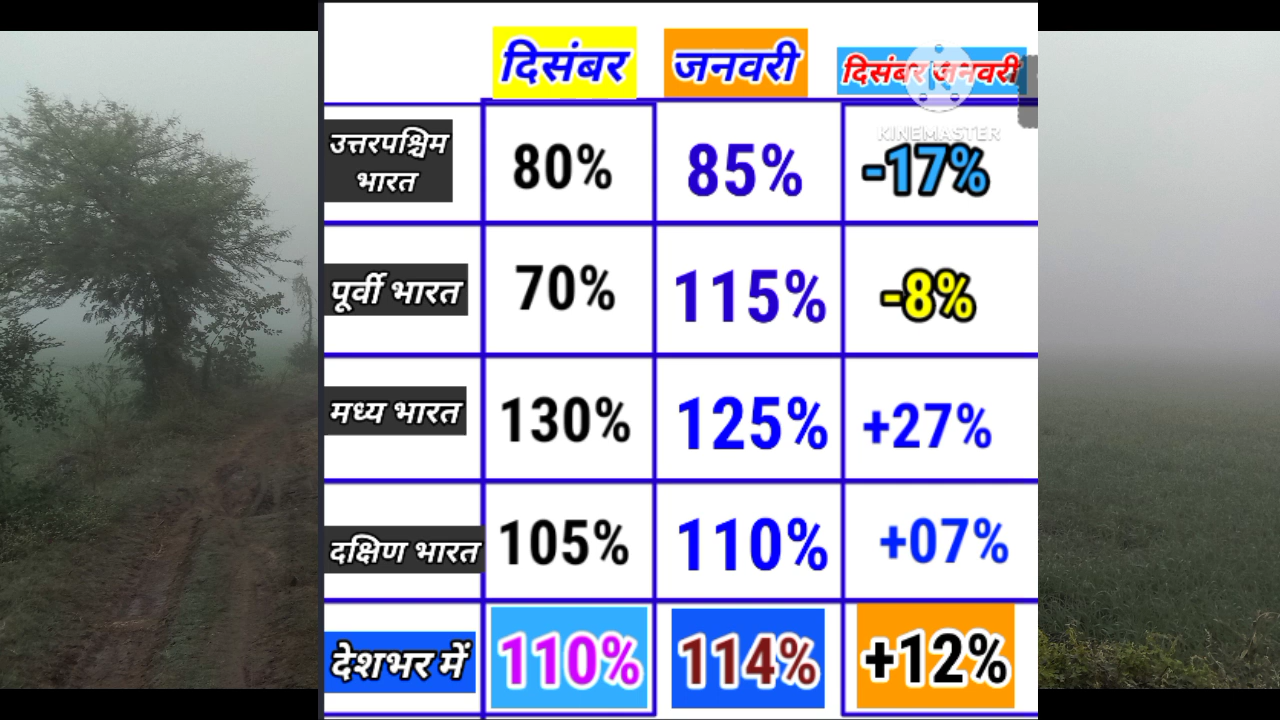 दिसंबर जनवरी दिसंबर जनवरी
KINEMASTER
उत्तरपश्चिम
भारत 80% 85% -17%
पूर्वी भारत 70% 115% -8%
मध्य भारत 130% 125% +27%
दक्षिण भारत 105% 110% +07%
देशभर में 110% 114% +12%